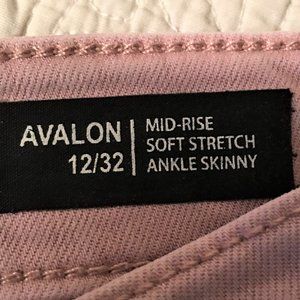 AVALON
12/32
MID-RISE
SOFT STRETCH
ANKLE SKINNY